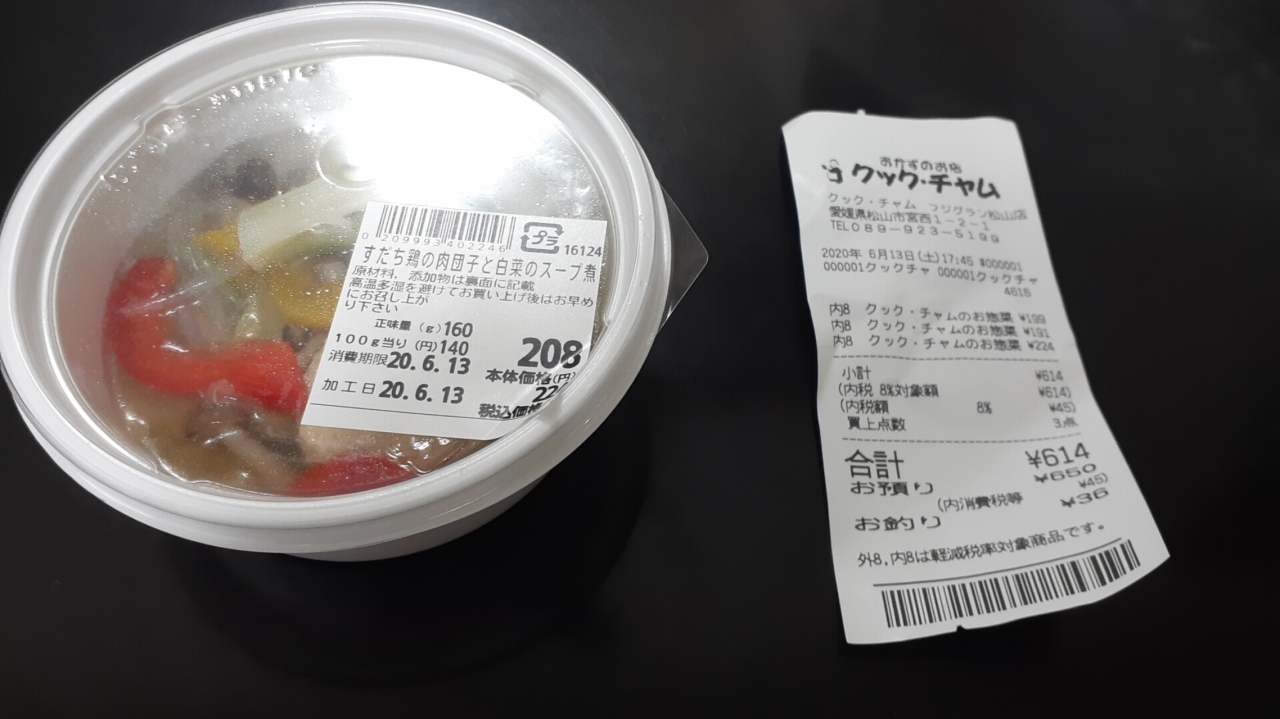 0 209993 402246
プラ
16124
すだち鶏の肉団子と白菜のスープ煮
原材料、添加物は裏面に記載
高温多湿を避けてお買い上げ後はお早め
にお召し上が
り下さい
正味量(g)160
100g当り(円)140
消費期限20.6.13
加工日20.6.13
208
本体価格(円)
22
税込価格
おかずのお店
クック・チャム
クック・チャム フジグラン松山店
愛媛県松山市宮西1-2-1
TEL089-923-5199
2020年 6月13日(土)17:45 #000001
000001クックチャ 000001クックチャ
4616
内8 クック・チャムのお惣菜 ¥199
内8 クック・チャムのお惣菜 ¥191
内8 クック・チャムのお惣菜 ¥224
小計 ¥614
(内税 8%対象額 ¥614)
(内税額 8% ¥45)
買上点数 3点
合計 ¥614
お預り ¥650
(内消費税等 ¥45)
お釣り ¥36
外8,内8は軽減税率対象商品です。